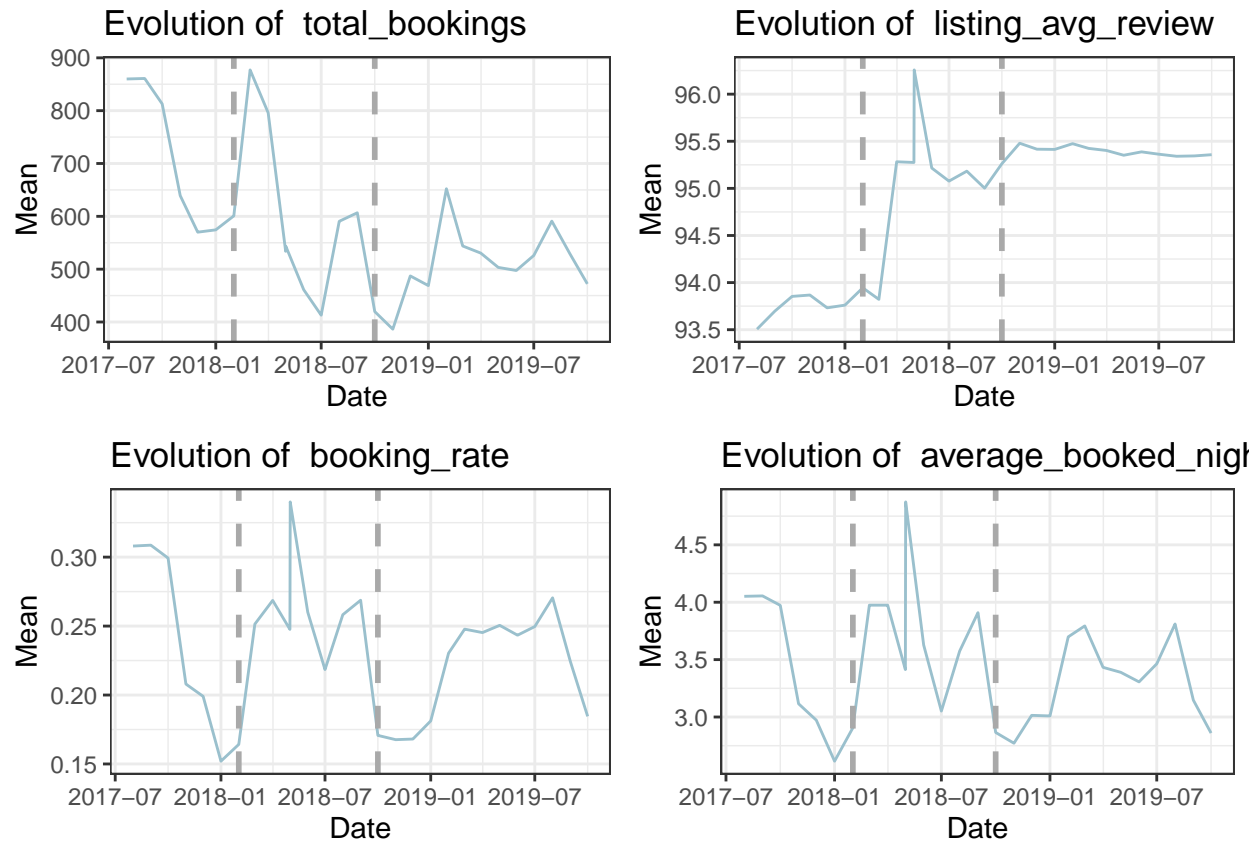 Evolution of  total_bookings
900
800
700
600
500
400
Mean
2017−07 2018−01 2018−07 2019−01 2019−07
Date
Evolution of  listing_avg_review
96.0
95.5
95.0
94.5
94.0
93.5
Mean
2017−07 2018−01 2018−07 2019−01 2019−07
Date
Evolution of  booking_rate
0.30
0.25
0.20
0.15
Mean
2017−07 2018−01 2018−07 2019−01 2019−07
Date
Evolution of  average_booked_nigh
4.5
4.0
3.5
3.0
Mean
2017−07 2018−01 2018−07 2019−01 2019−07
Date